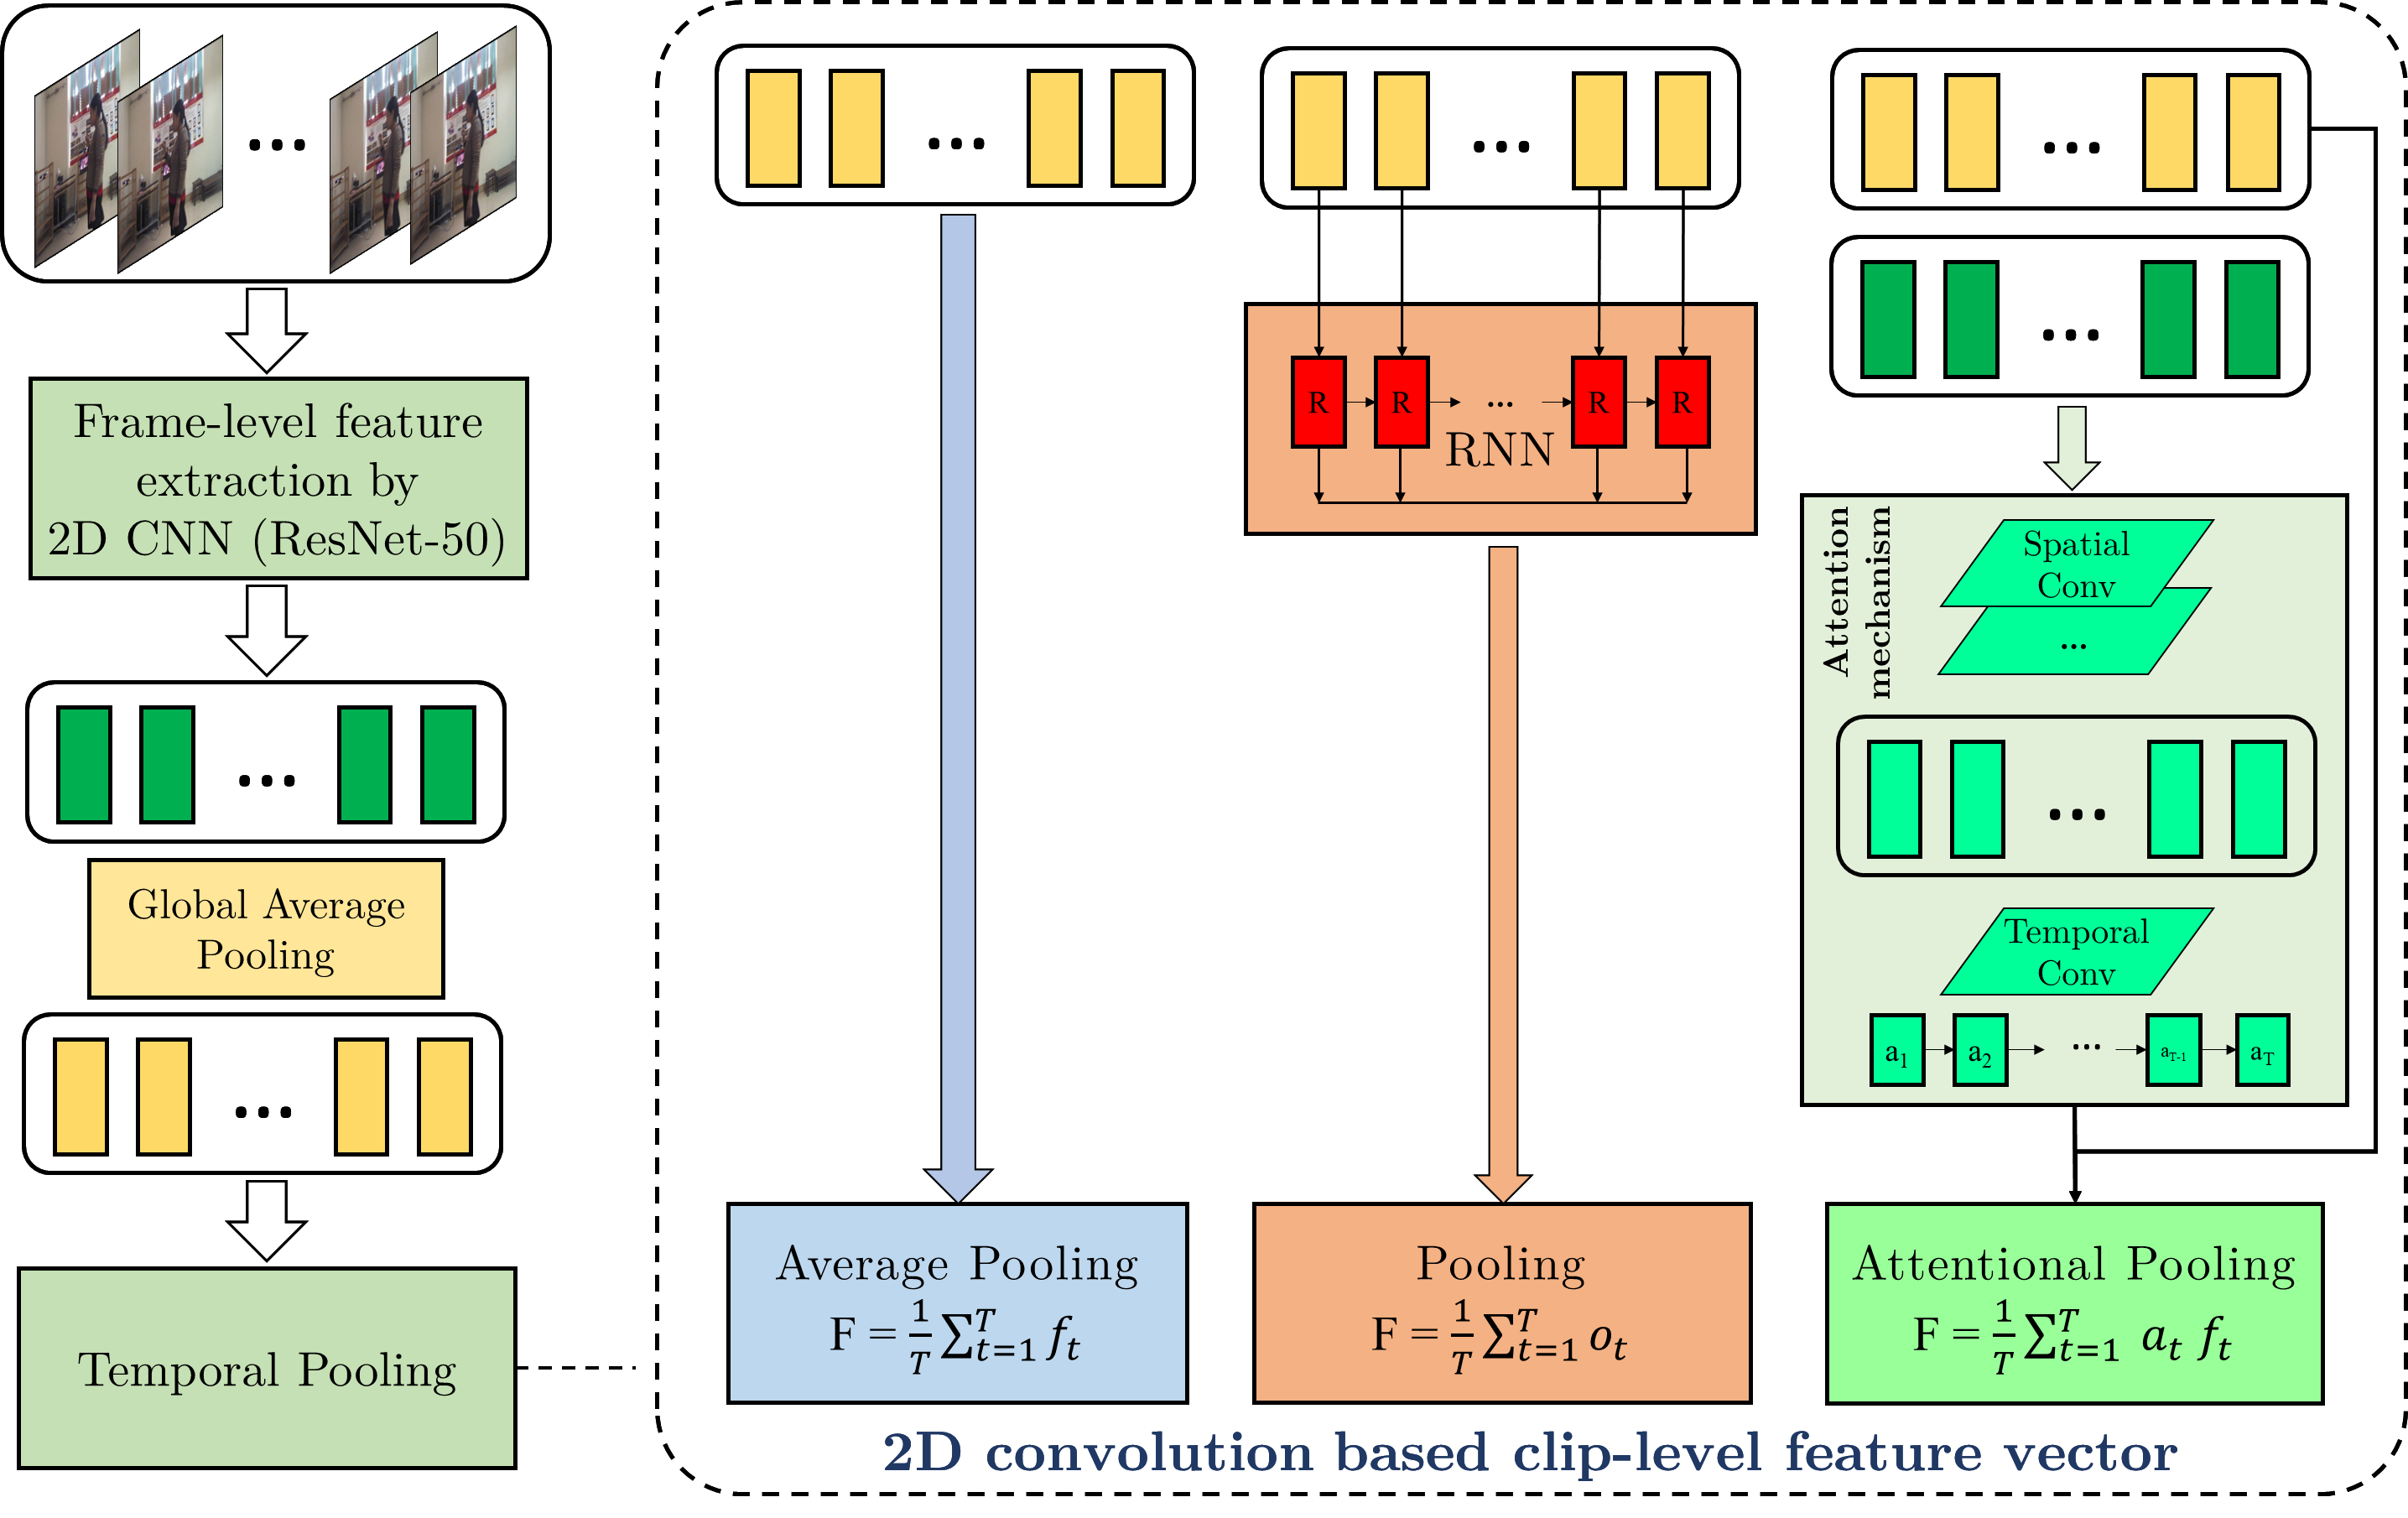 ...
Frame-level feature
extraction by
2D CNN (ResNet-50)
...
Global Average
Pooling
...
Temporal Pooling
...
Average Pooling
F = \frac{1}{T} \sum_{t=1}^{T} f_t
...
R R ... R R
RNN
Pooling
F = \frac{1}{T} \sum_{t=1}^{T} o_t
...
...
Attention
mechanism
Spatial
Conv
...
...
Temporal
Conv
a_1 a_2 ... a_{T-1} a_T
Attentional Pooling
F = \frac{1}{T} \sum_{t=1}^{T} a_t f_t
2D convolution based clip-level feature vector